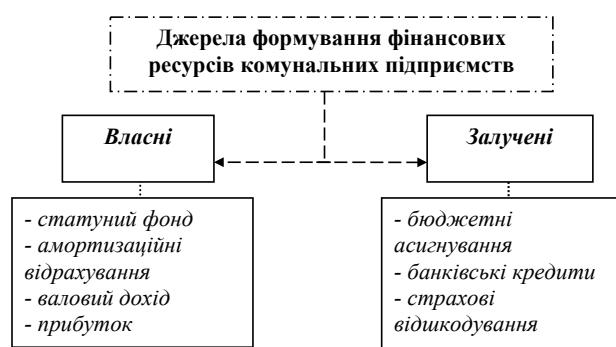 Джерела формування фінансових
ресурсів комунальних підприємств
Власні
Залучені
- статуний фонд
- амортизаційні
відрахування
- валовий дохід
- прибуток
- бюджетні
асигнування
- банківські кредити
- страхові
відшкодування